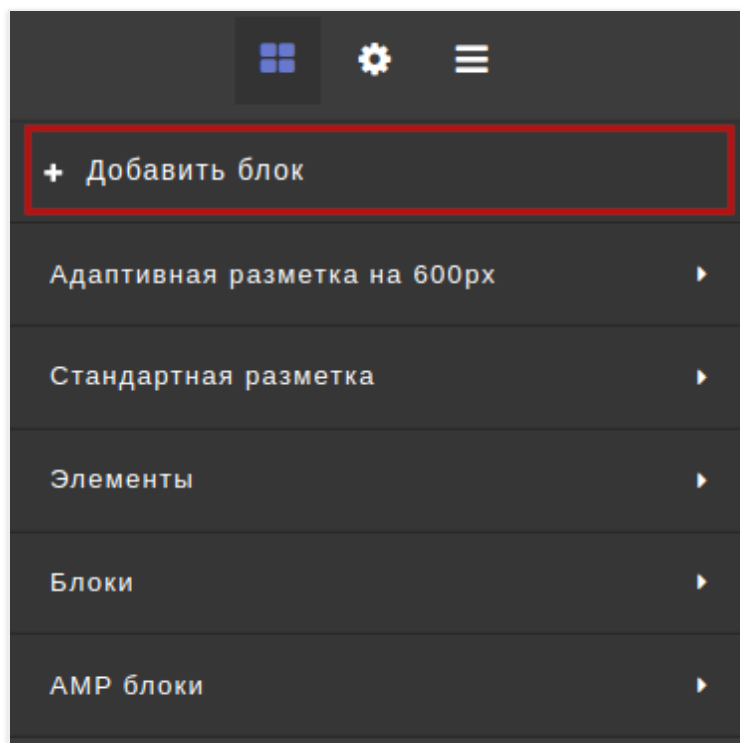 Добавить блок
Адаптивная разметка на 600px
Стандартная разметка
Элементы
Блоки
AMP блоки